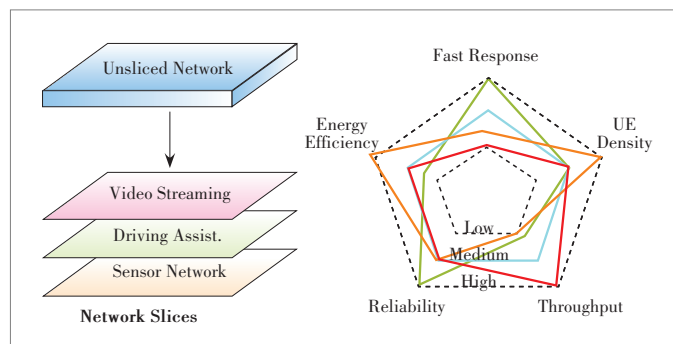 Unsliced Network
Video Streaming
Driving Assist.
Sensor Network
Network Slices
Fast Response
Energy
Efficiency
UE
Density
Low
Medium
High
Reliability
Throughput